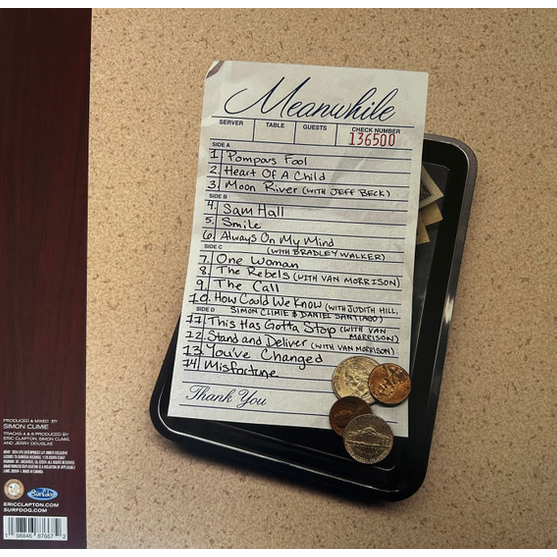 Meanwhile
SERVER TABLE GUESTS CHECK NUMBER
136500
SIDE A
1. Pompous Fool
2. Heart Of A Child
3. Moon River (WITH JEFF BECK)
SIDE B
4. Sam Hall
5. Smile
6. Always On My Mind
(WITH BRADLEY WALKER)
SIDE C
7. One Woman
8. The Rebels (WITH VAN MORRISON)
9. The Call
10. How Could We Know (WITH JUDITH HILL,
SIMON CLIMIE & DANIEL SANTIAGO)
SIDE D
11. This Has Gotta Stop (WITH VAN
MORRISON)
12. Stand and Deliver (WITH VAN MORRISON)
13. You've Changed
14. Misfortune
Thank You
PRODUCED & MIXED BY
SIMON CLIMIE
TRACKS 4 & 6 PRODUCED BY
ERIC CLAPTON, SIMON CLIMIE,
AND JERRY DOUGLAS
Surfdog
ERICCLAPTON.COM
SURFDOG.COM